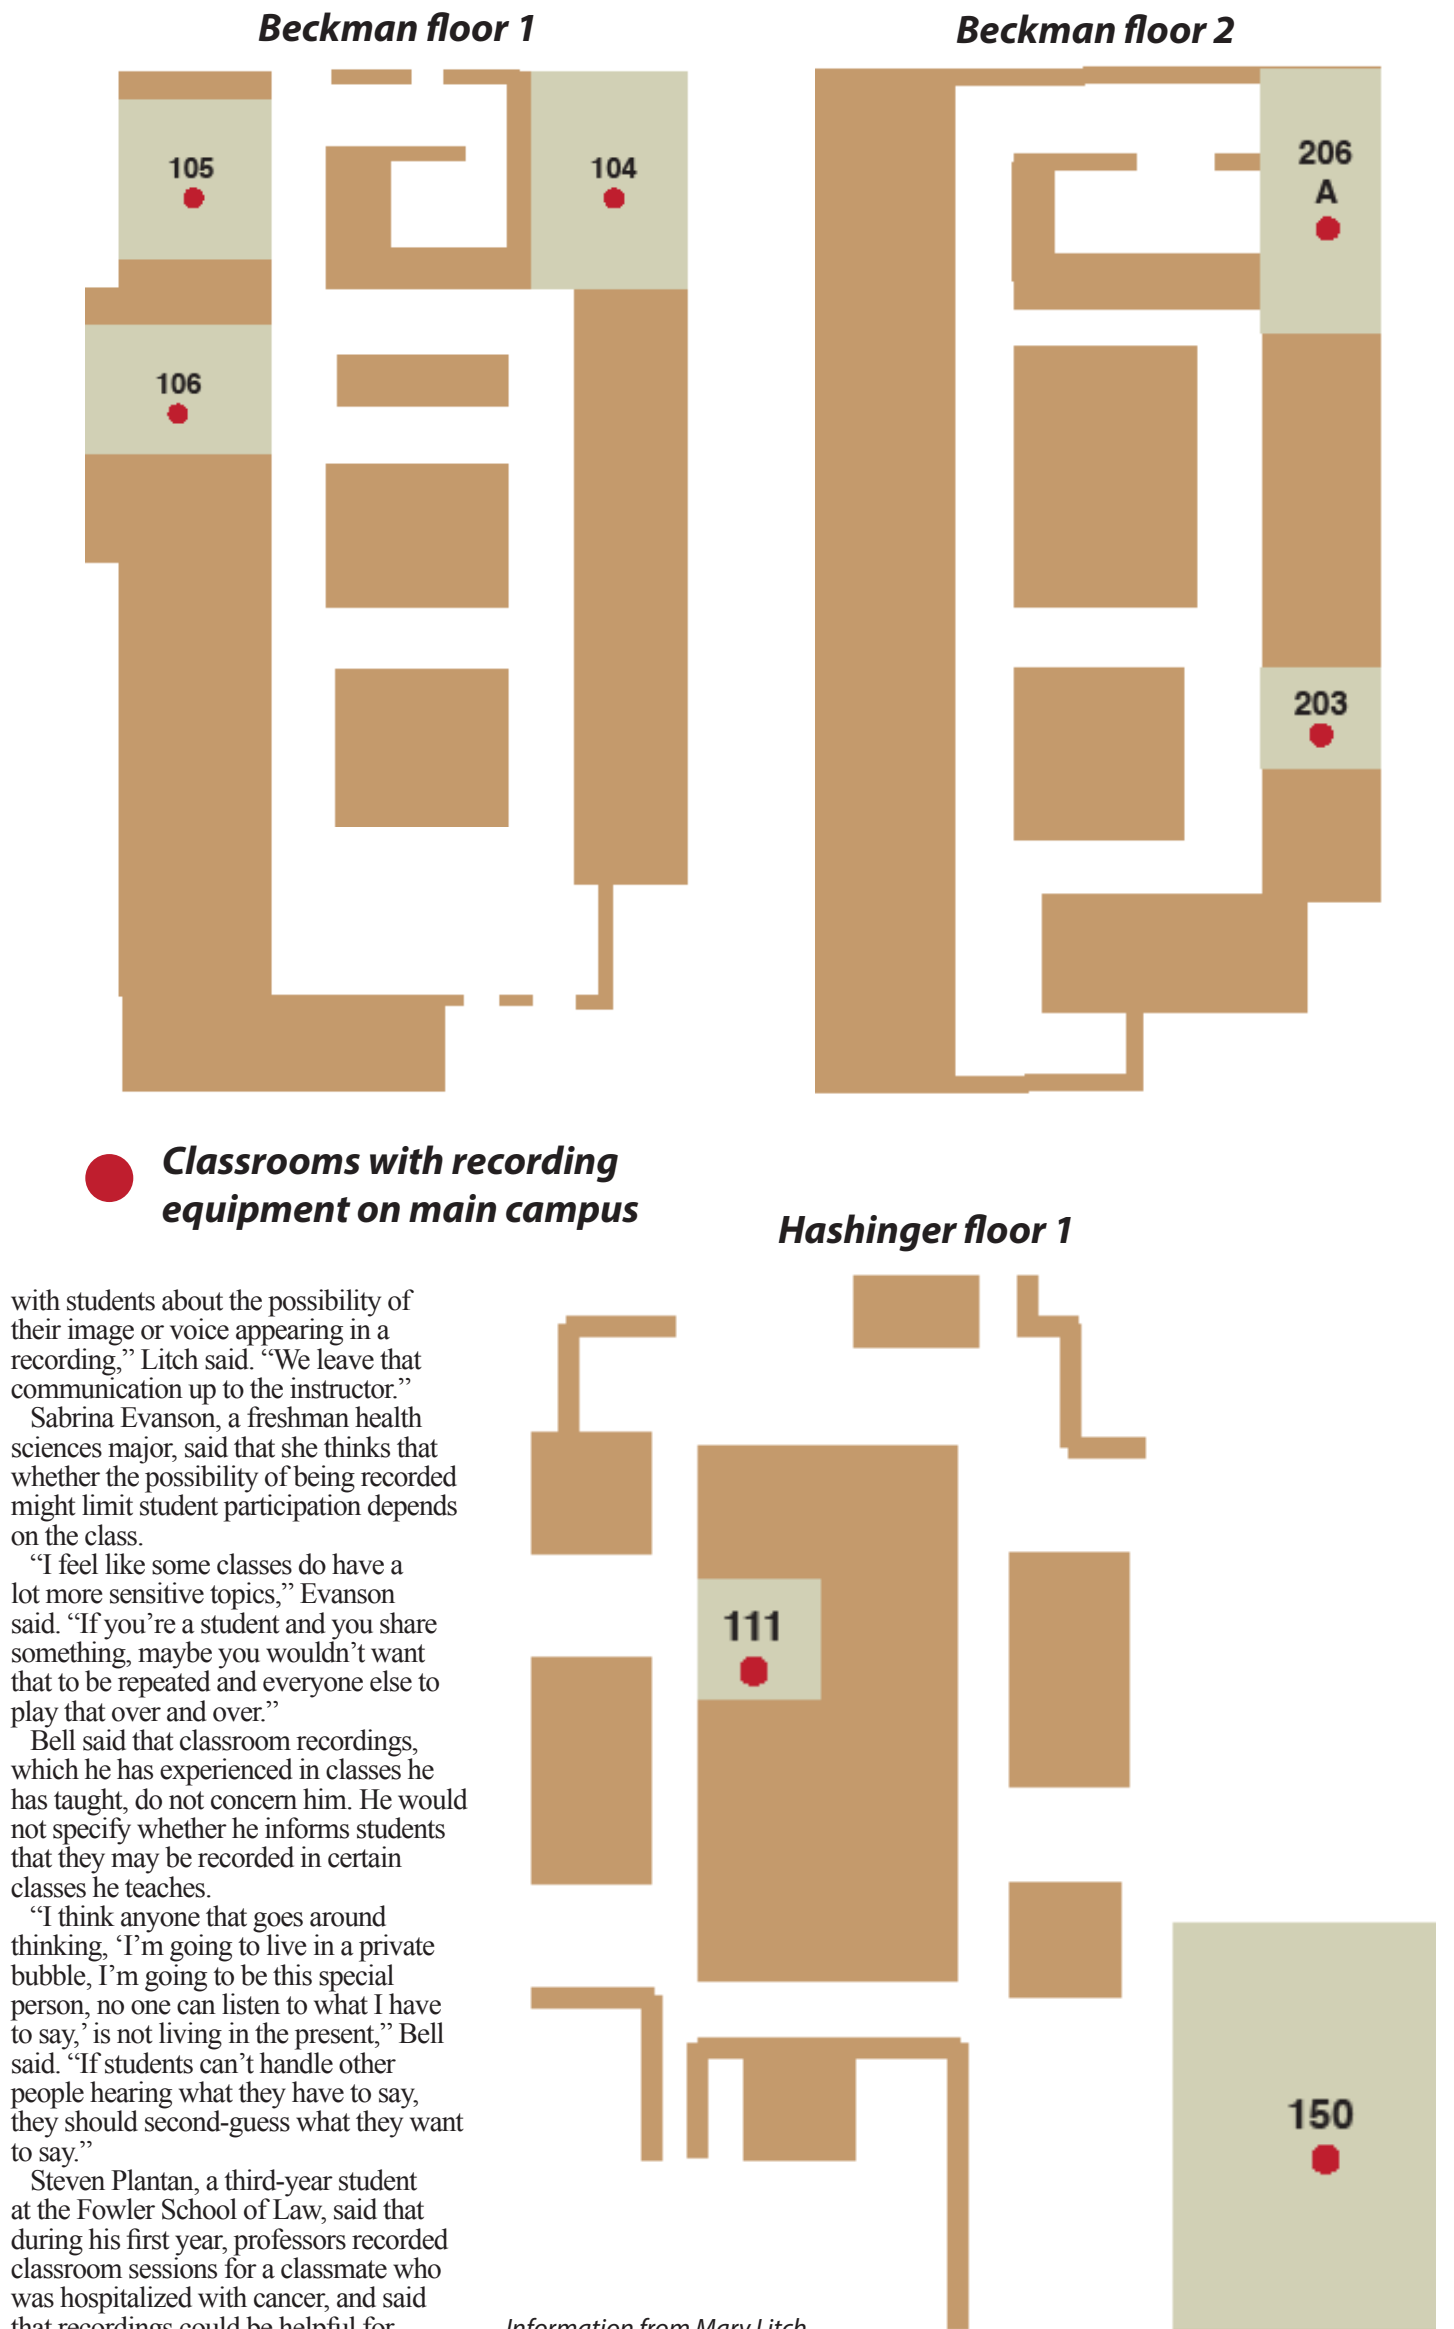 Beckman floor 1
Beckman floor 2
105
104
106
206
A
203
Classrooms with recording
equipment on main campus
Hashinger floor 1
111
150
with students about the possibility of
their image or voice appearing in a
recording,” Litch said. “We leave that
communication up to the instructor.”
Sabrina Evanson, a freshman health
sciences major, said that she thinks that
whether the possibility of being recorded
might limit student participation depends
on the class.
“I feel like some classes do have a
lot more sensitive topics,” Evanson
said. “If you’re a student and you share
something, maybe you wouldn’t want
that to be repeated and everyone else to
play that over and over.”
Bell said that classroom recordings,
which he has experienced in classes he
has taught, do not concern him. He would
not specify whether he informs students
that they may be recorded in certain
classes he teaches.
“I think anyone that goes around
thinking, ‘I’m going to live in a private
bubble, I’m going to be this special
person, no one can listen to what I have
to say,’ is not living in the present,” Bell
said. “If students can’t handle other
people hearing what they have to say,
they should second-guess what they want
to say.”
Steven Plantan, a third-year student
at the Fowler School of Law, said that
during his first year, professors recorded
classroom sessions for a classmate who
was hospitalized with cancer, and said
that recordings could be helpful for
Information from Mary Litch